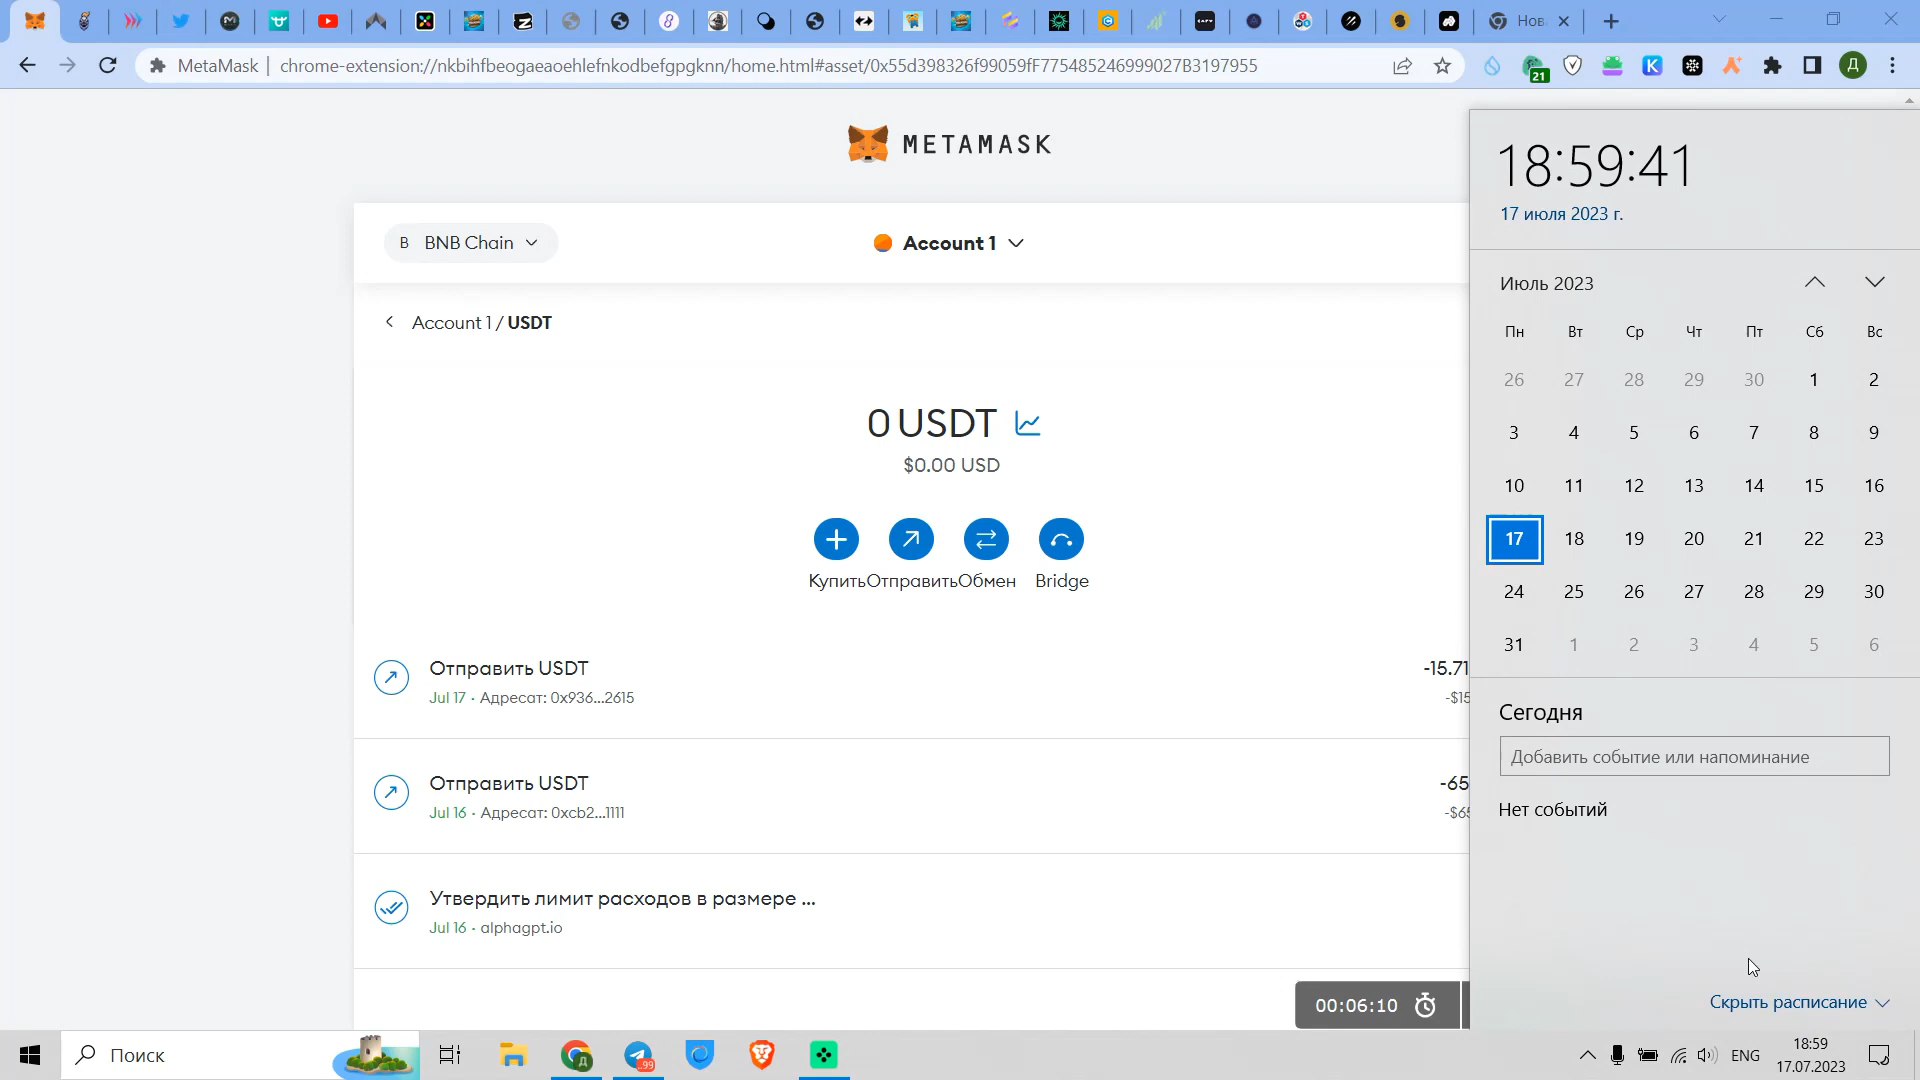 Нов
MetaMask
chrome-extension://nkbihfbeogaeaoehlefnkodbefgpgknn/home.html#asset/0x55d398326f99059fF775485246999027B3197955
21
Д
METAMASK
B BNB Chain
Account 1
Account 1 / USDT
0 USDT
$0.00 USD
Купить
Отправить
Обмен
Bridge
Отправить USDT
-15.71
Jul 17 · Адресат: 0x936...2615
-$15
Отправить USDT
-65
Jul 16 · Адресат: 0xcb2...1111
-$65
Утвердить лимит расходов в размере ...
Jul 16 · alphagpt.io
00:06:10
18:59:41
17 июля 2023 г.
Июль 2023
Пн Вт Ср Чт Пт Сб Вс
26 27 28 29 30 1 2
3 4 5 6 7 8 9
10 11 12 13 14 15 16
17 18 19 20 21 22 23
24 25 26 27 28 29 30
31 1 2 3 4 5 6
Сегодня
Добавить событие или напоминание
Нет событий
Скрыть расписание
Поиск
99
ENG
18:59
17.07.2023